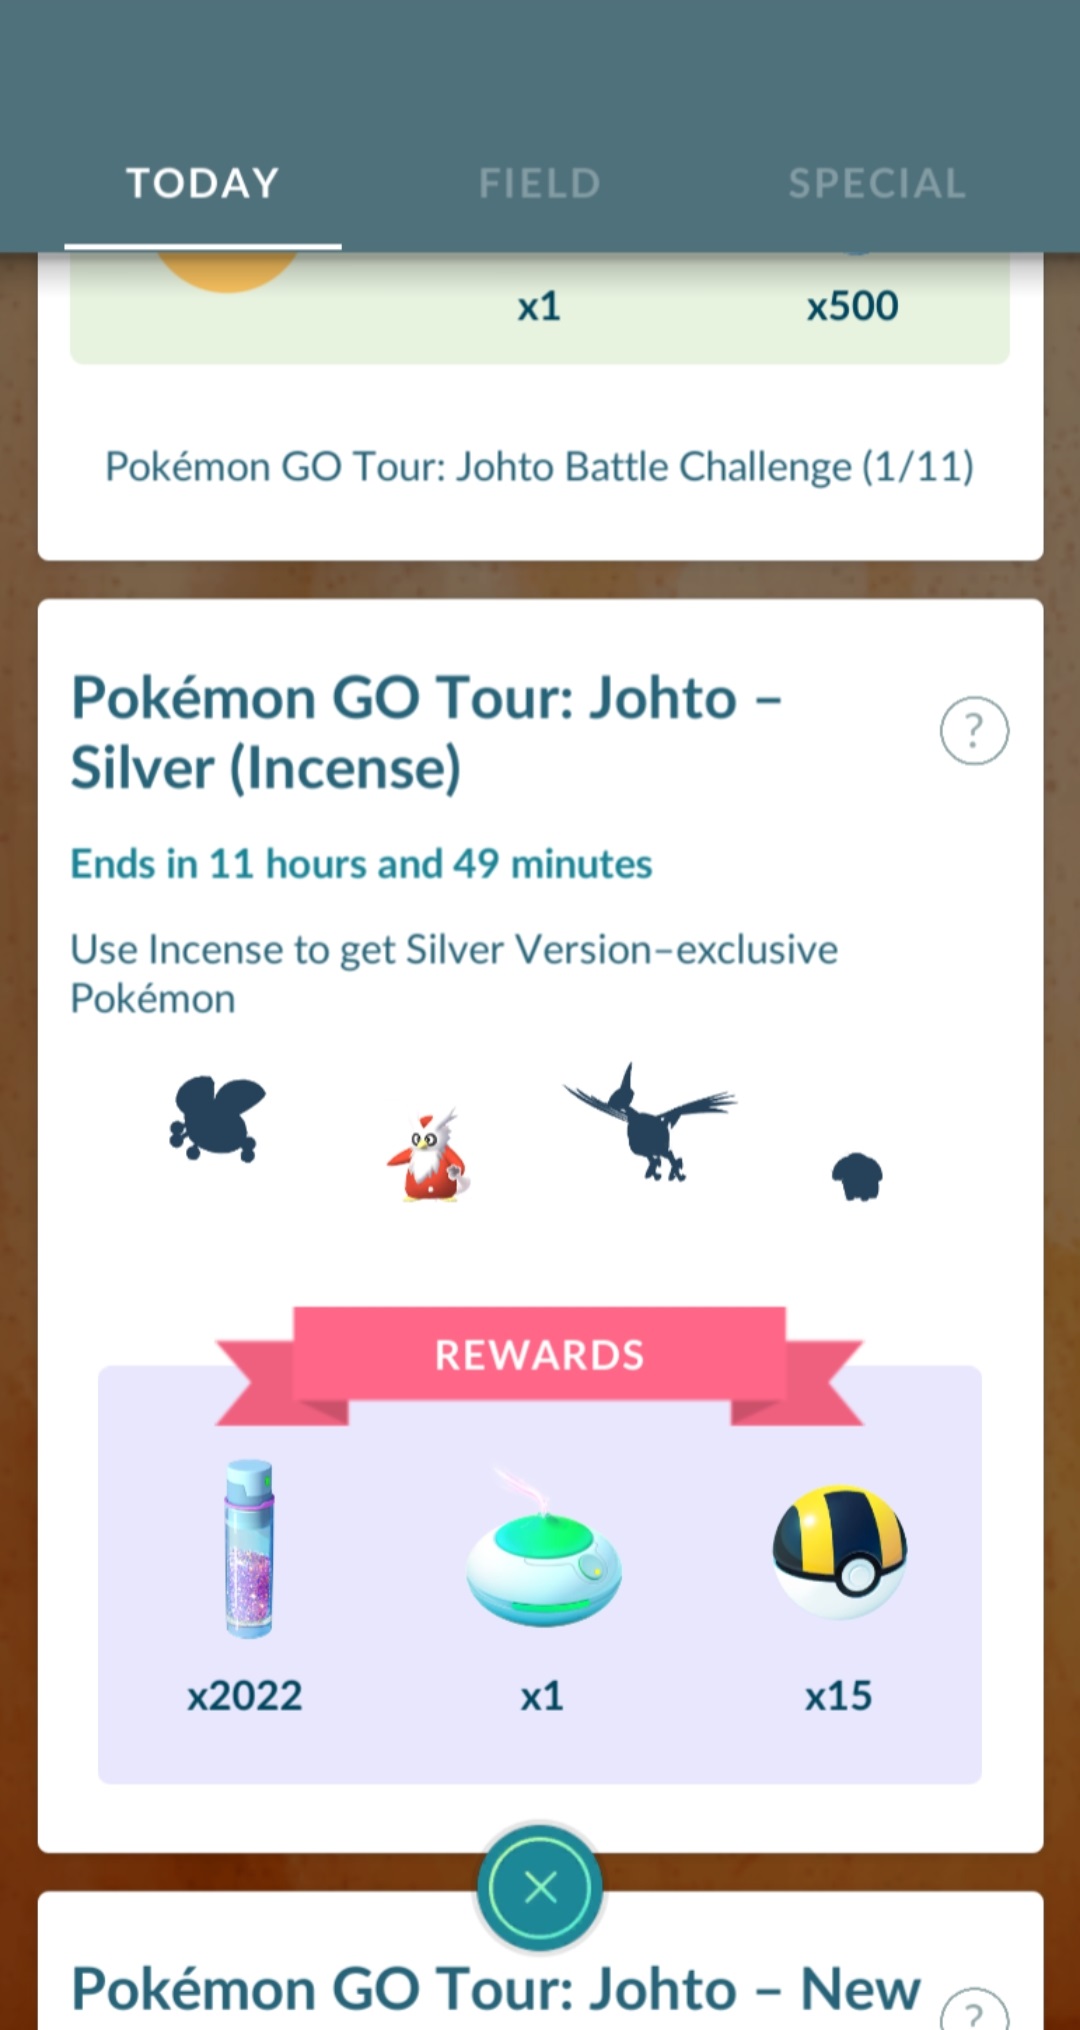 TODAY FIELD SPECIAL
x1 x500
Pokémon GO Tour: Johto Battle Challenge (1/11)
Pokémon GO Tour: Johto –
Silver (Incense)
?
Ends in 11 hours and 49 minutes
Use Incense to get Silver Version–exclusive
Pokémon
REWARDS
x2022 x1 x15
Pokémon GO Tour: Johto – New
?